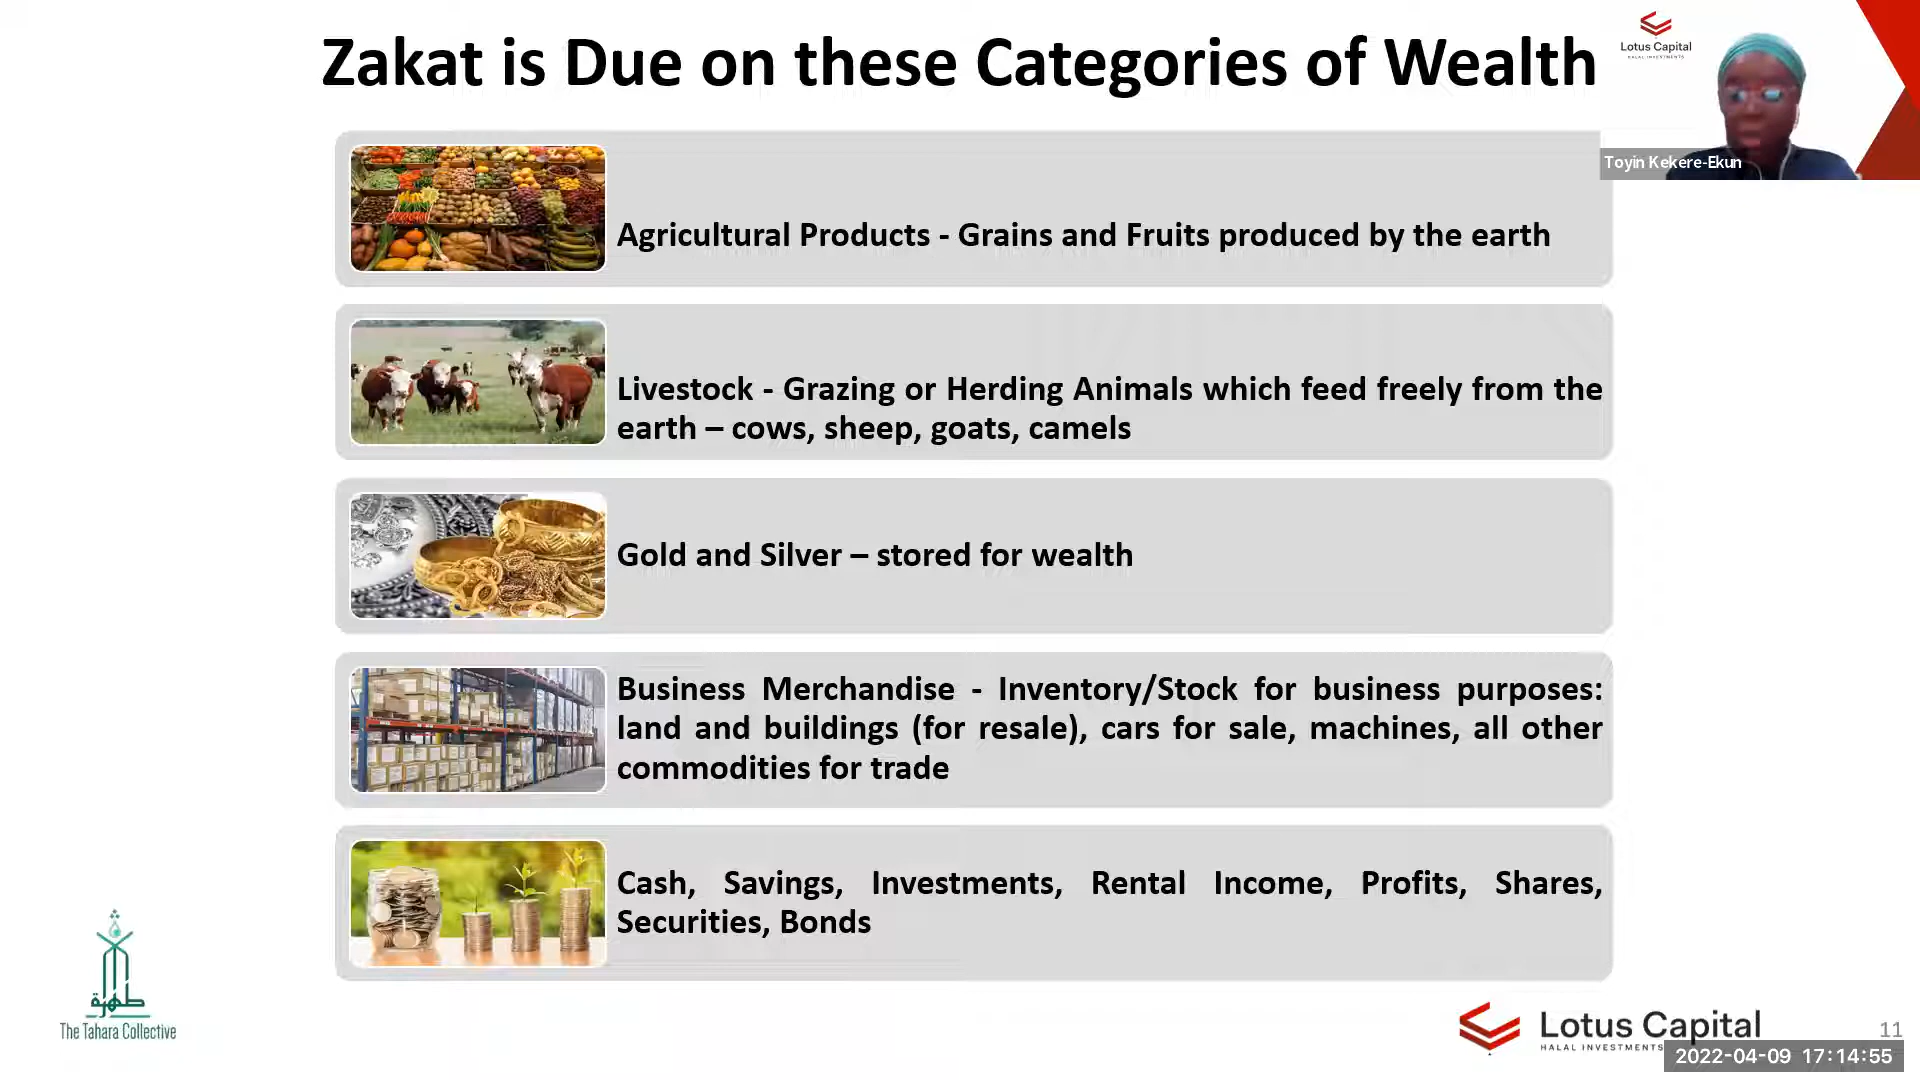 Zakat is Due on these Categories of Wealth
Lotus Capital
HALAL INVESTMENTS
Toyin Kekere-Ekun
Agricultural Products - Grains and Fruits produced by the earth
Livestock - Grazing or Herding Animals which feed freely from the
earth – cows, sheep, goats, camels
Gold and Silver – stored for wealth
Business Merchandise - Inventory/Stock for business purposes:
land and buildings (for resale), cars for sale, machines, all other
commodities for trade
Cash, Savings, Investments, Rental Income, Profits, Shares,
Securities, Bonds
طهرة
The Tahara Collective
Lotus Capital
HALAL INVESTMENTS
11
2022-04-09 17:14:55